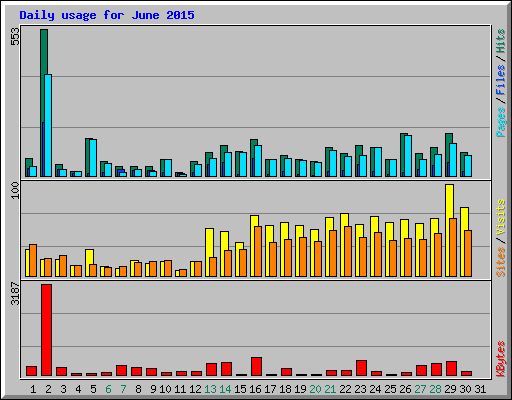 Daily usage for June 2015
553
Pages / Files / Hits
100
Sites / Visits
3187
KBytes
1 2 3 4 5 6 7 8 9 10 11 12 13 14 15 16 17 18 19 20 21 22 23 24 25 26 27 28 29 30 31